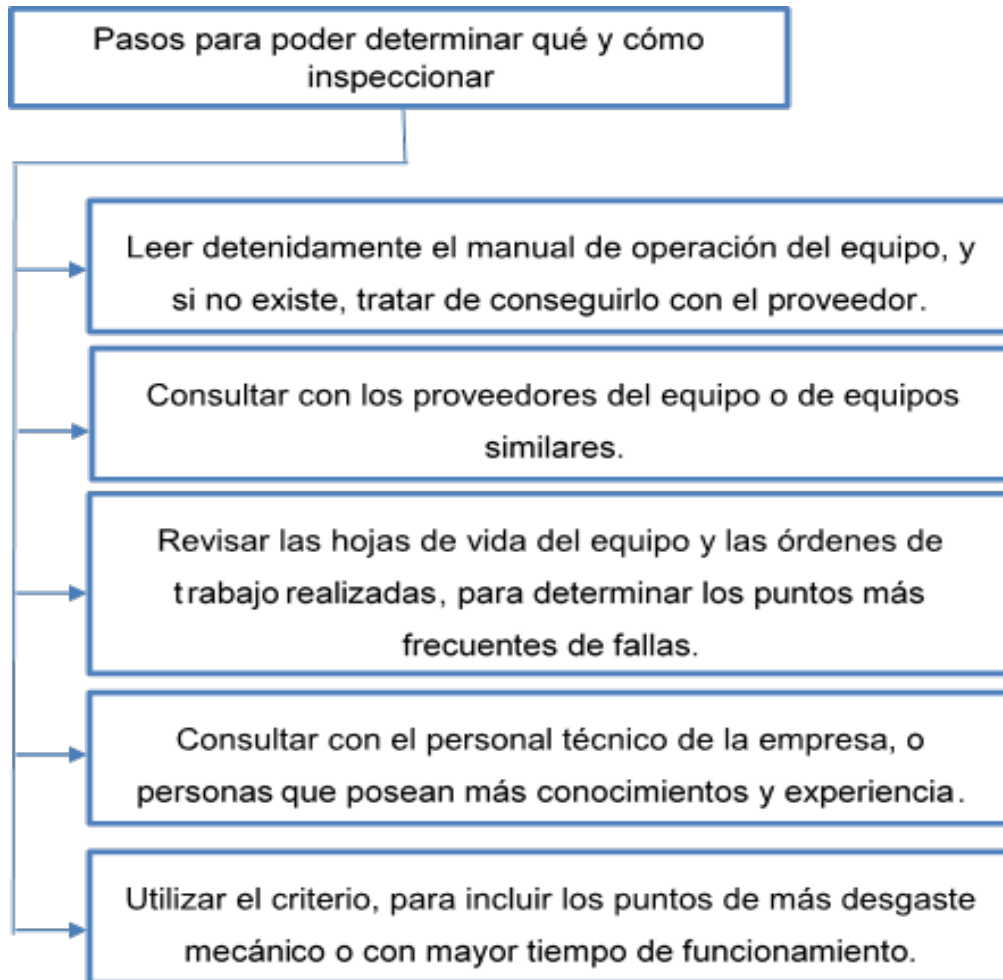 Pasos para poder determinar qué y cómo
inspeccionar
Leer detenidamente el manual de operación del equipo, y
si no existe, tratar de conseguirlo con el proveedor.
Consultar con los proveedores del equipo o de equipos
similares.
Revisar las hojas de vida del equipo y las órdenes de
trabajo realizadas, para determinar los puntos más
frecuentes de fallas.
Consultar con el personal técnico de la empresa, o
personas que posean más conocimientos y experiencia.
Utilizar el criterio, para incluir los puntos de más desgaste
mecánico o con mayor tiempo de funcionamiento.